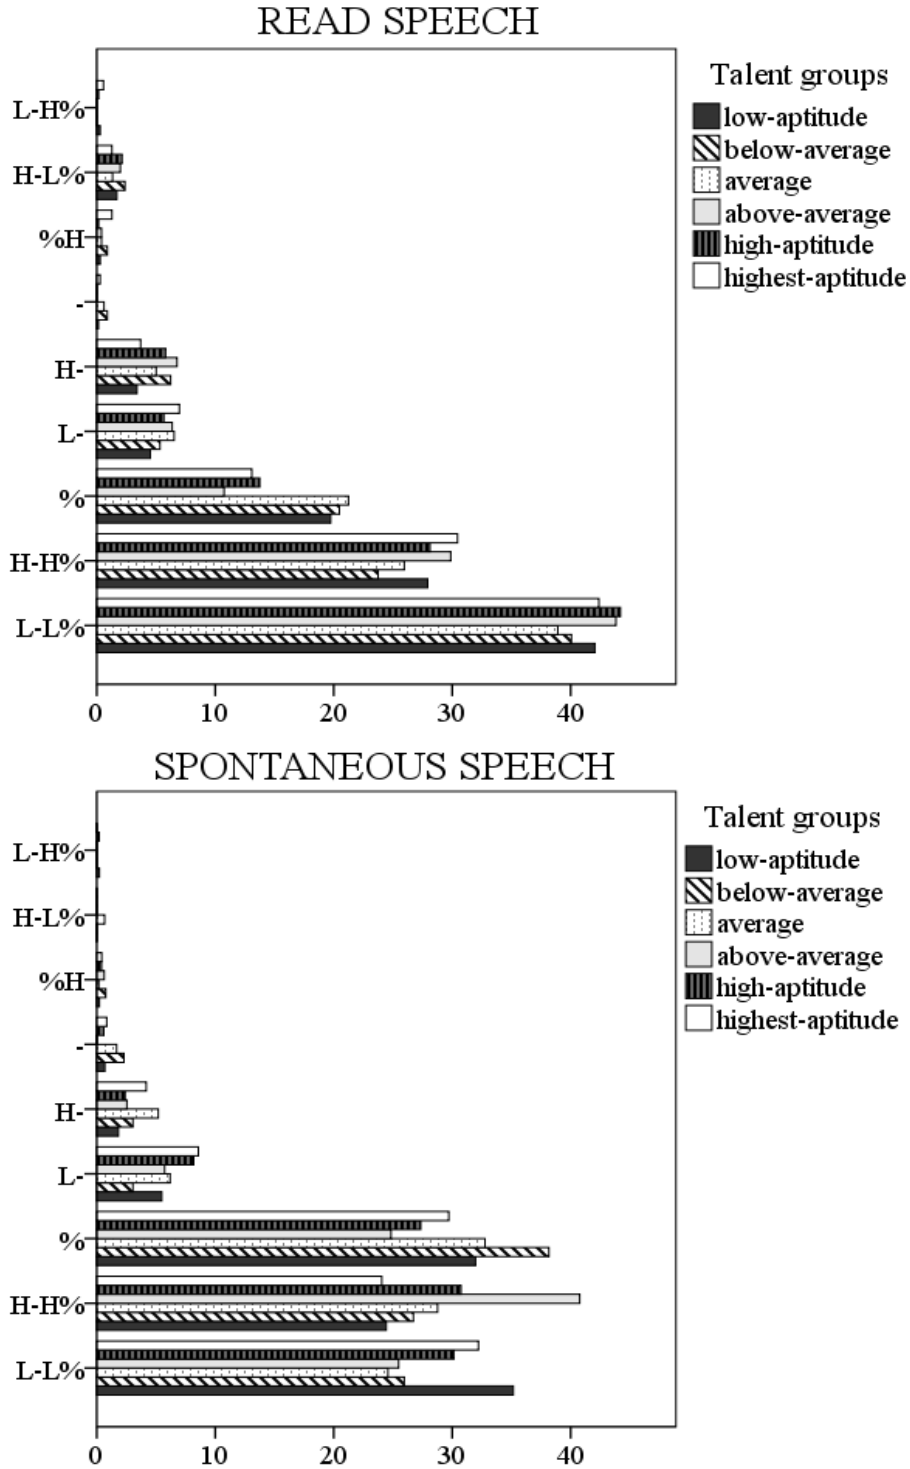 READ SPEECH
L-H%
H-L%
%H
-
H-
L-
%
H-H%
L-L%
0 10 20 30 40
Talent groups
low-aptitude
below-average
average
above-average
high-aptitude
highest-aptitude
SPONTANEOUS SPEECH
L-H%
H-L%
%H
-
H-
L-
%
H-H%
L-L%
0 10 20 30 40
Talent groups
low-aptitude
below-average
average
above-average
high-aptitude
highest-aptitude